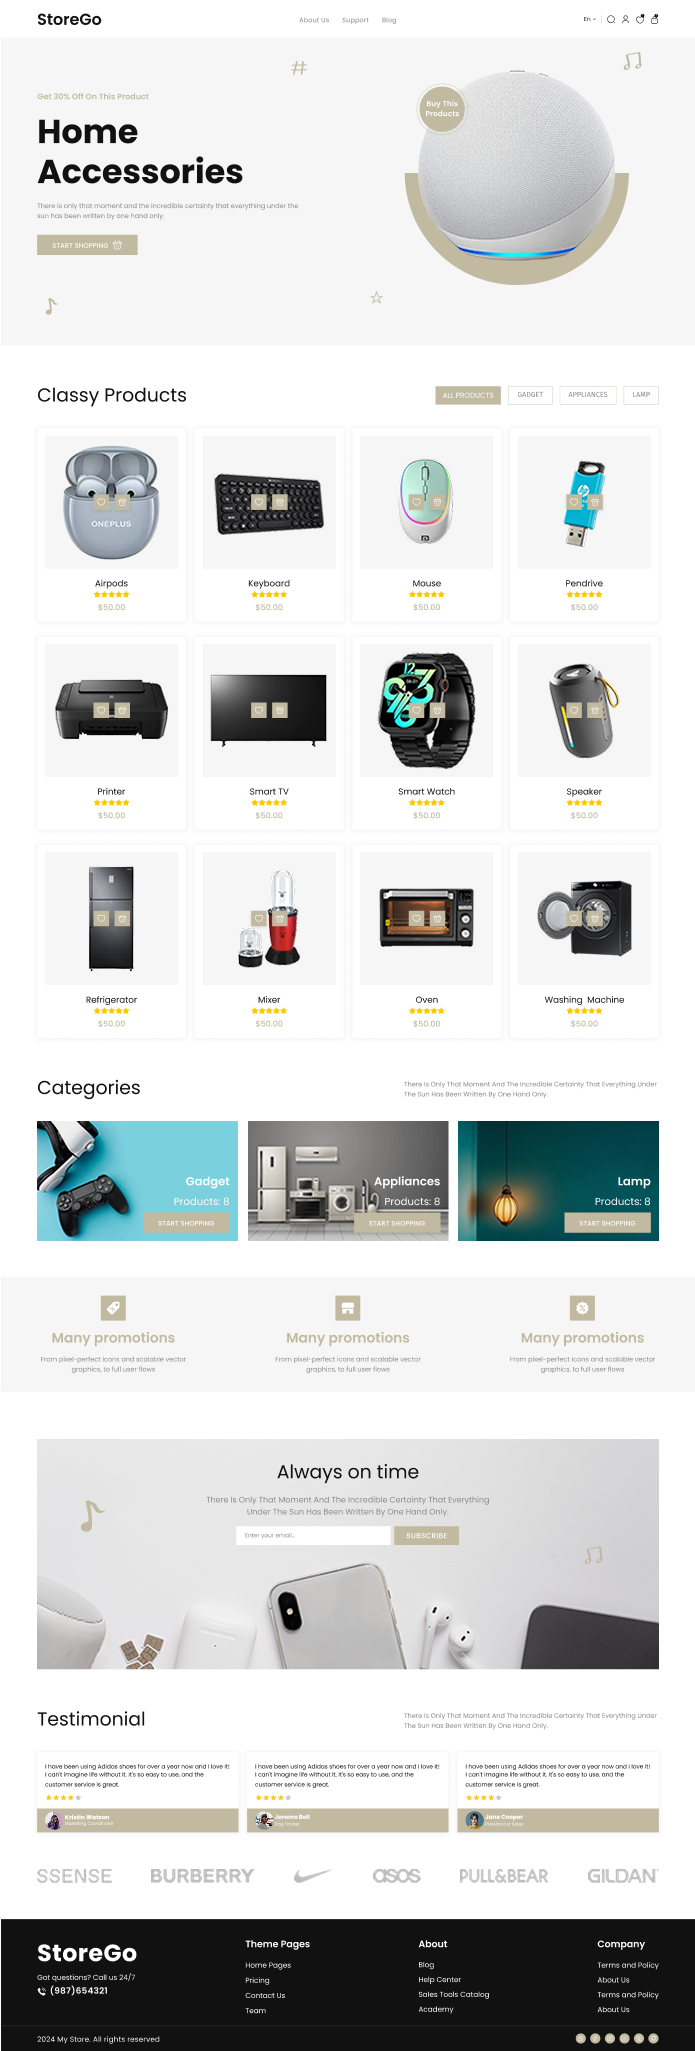 StoreGo
About Us Support Blog
En
Get 30% Off On This Product
Home
Accessories
There is only that moment and the incredible certainty that everything under the
sun has been written by one hand only.
START SHOPPING
Buy This
Products
Classy Products
ALL PRODUCTS GADGET APPLIANCES LAMP
ONEPLUS
hp
Airpods Keyboard Mouse Pendrive
$50.00 $50.00 $50.00 $50.00
12
Printer Smart TV Smart Watch Speaker
$50.00 $50.00 $50.00 $50.00
Refrigerator Mixer Oven Washing Machine
$50.00 $50.00 $50.00 $50.00
Categories
There Is Only That Moment And The Incredible Certainty That Everything Under
The Sun Has Been Written By One Hand Only.
Gadget
Products: 8
START SHOPPING
Appliances
Products: 8
START SHOPPING
Lamp
Products: 8
START SHOPPING
Many promotions
From pixel-perfect icons and scalable vector
graphics, to full user flows
Many promotions
From pixel-perfect icons and scalable vector
graphics, to full user flows
Many promotions
From pixel-perfect icons and scalable vector
graphics, to full user flows
Always on time
There Is Only That Moment And The Incredible Certainty That Everything
Under The Sun Has Been Written By One Hand Only.
Enter your email...
SUBSCRIBE
Testimonial
There Is Only That Moment And The Incredible Certainty That Everything Under
The Sun Has Been Written By One Hand Only.
I have been using Adidas shoes for over a year now and I love it!
I can't imagine life without it. It's so easy to use, and the
customer service is great.
Kristin Watson
Marketing Coordinator
I have been using Adidas shoes for over a year now and I love it!
I can't imagine life without it. It's so easy to use, and the
customer service is great.
Jerome Bell
Dog Trainer
I have been using Adidas shoes for over a year now and I love it!
I can't imagine life without it. It's so easy to use, and the
customer service is great.
Jane Cooper
President of Sales
SSENSE BURBERRY asos PULL&BEAR GILDAN
StoreGo
Got questions? Call us 24/7
(987)654321
Theme Pages
Home Pages
Pricing
Contact Us
Team
About
Blog
Help Center
Sales Tools Catalog
Academy
Company
Terms and Policy
About Us
Terms and Policy
About Us
2024 My Store. All rights reserved